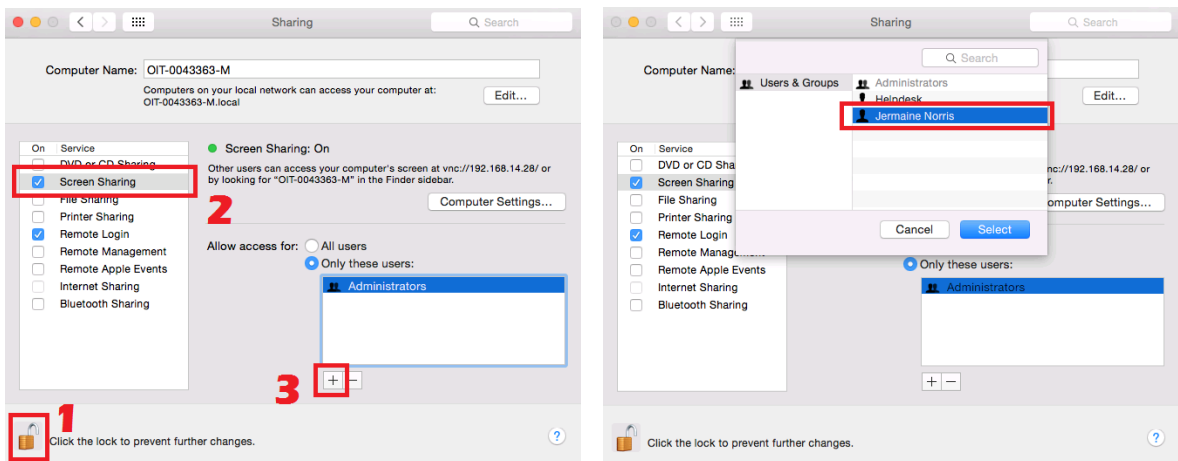 Sharing
Search
Computer Name: OIT-0043363-M
Computers on your local network can access your computer at:
OIT-0043363-M.local
Edit...
On Service
DVD or CD Sharing
Screen Sharing
File Sharing
Printer Sharing
Remote Login
Remote Management
Remote Apple Events
Internet Sharing
Bluetooth Sharing
Screen Sharing: On
Other users can access your computer's screen at vnc://192.168.14.28/ or
by looking for "OIT-0043363-M" in the Finder sidebar.
Computer Settings...
2
Allow access for: All users
Only these users:
Administrators
+ −
3
1
Click the lock to prevent further changes.
?
Sharing
Search
Computer Name:
Edit...
Search
Users & Groups
Administrators
Helpdesk
Jermaine Norris
Cancel Select
On Service
DVD or CD Sha
Screen Sharing
File Sharing
Printer Sharing
Remote Login
Remote Management
Remote Apple Events
Internet Sharing
Bluetooth Sharing
nc://192.168.14.28/ or
r.
omputer Settings...
Only these users:
Administrators
+ −
Click the lock to prevent further changes.
?